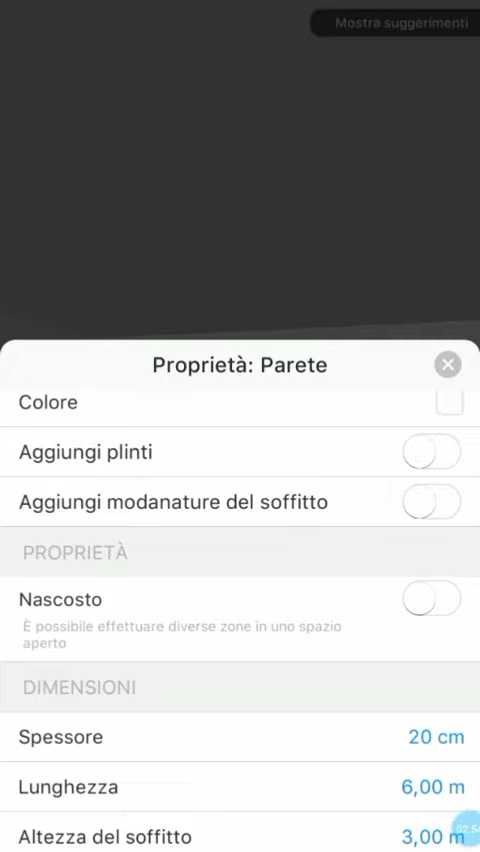 Mostra suggerimenti
Proprietà: Parete
Colore
Aggiungi plinti
Aggiungi modanature del soffitto
PROPRIETÀ
Nascosto
È possibile effettuare diverse zone in uno spazio
aperto
DIMENSIONI
Spessore 20 cm
Lunghezza 6,00 m
Altezza del soffitto 3,00 m